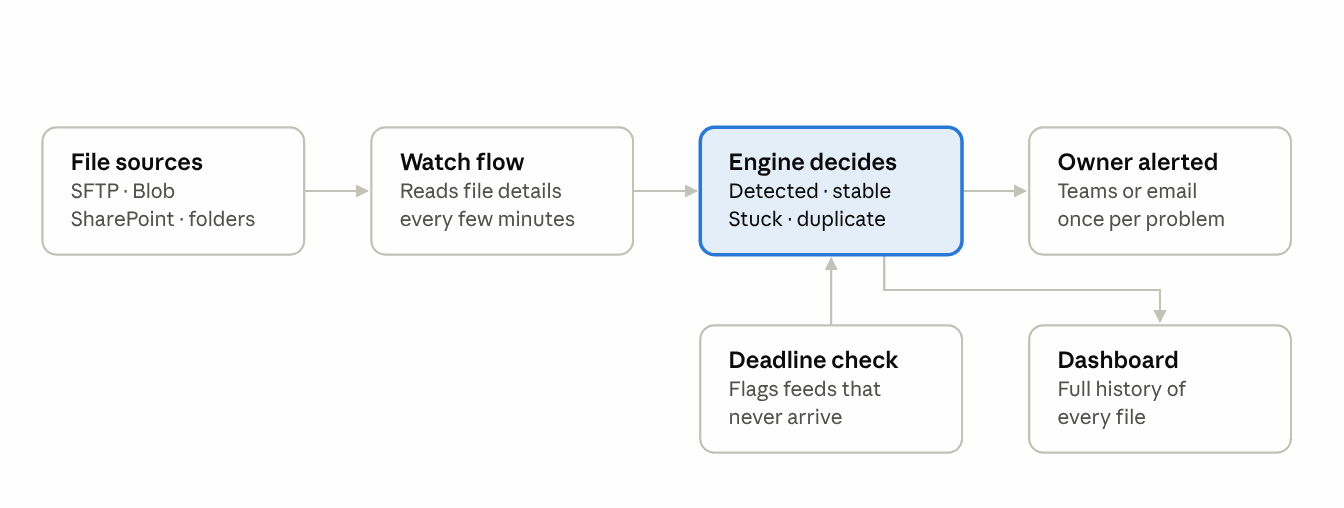 File sources
SFTP · Blob
SharePoint · folders
Watch flow
Reads file details
every few minutes
Engine decides
Detected · stable
Stuck · duplicate
Owner alerted
Teams or email
once per problem
Deadline check
Flags feeds that
never arrive
Dashboard
Full history of
every file